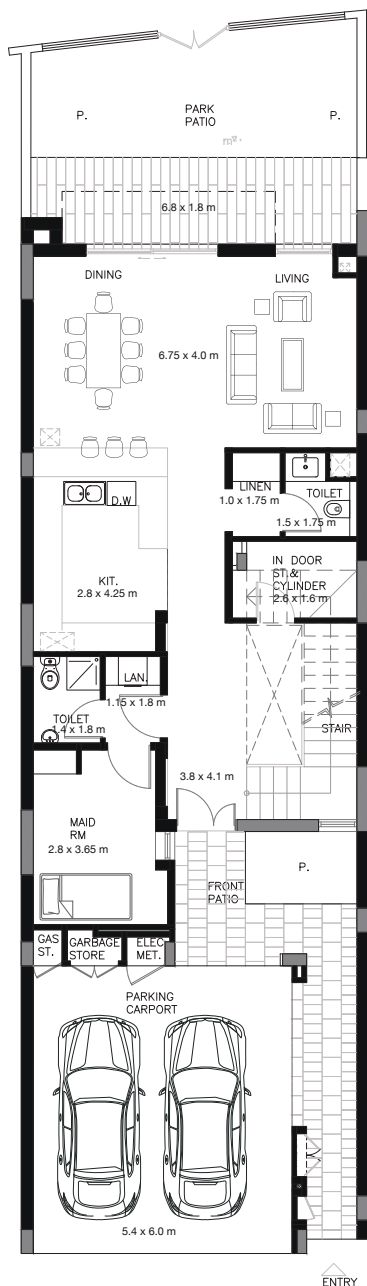 P.
PARK
PATIO
P.
6.8 x 1.8 m
DINING
LIVING
6.75 x 4.0 m
D.W
LINEN
1.0 x 1.75 m
TOILET
1.5 x 1.75 m
KIT.
2.8 x 4.25 m
IN DOOR
ST.&
CYLINDER
2.6 x 1.6 m
LAN.
1.15 x 1.8 m
TOILET
1.4 x 1.8 m
STAIR
3.8 x 4.1 m
MAID
RM
2.8 x 3.65 m
P.
FRONT
PATIO
GAS
ST.
GARBAGE
STORE
ELEC.
MET.
PARKING
CARPORT
5.4 x 6.0 m
ENTRY